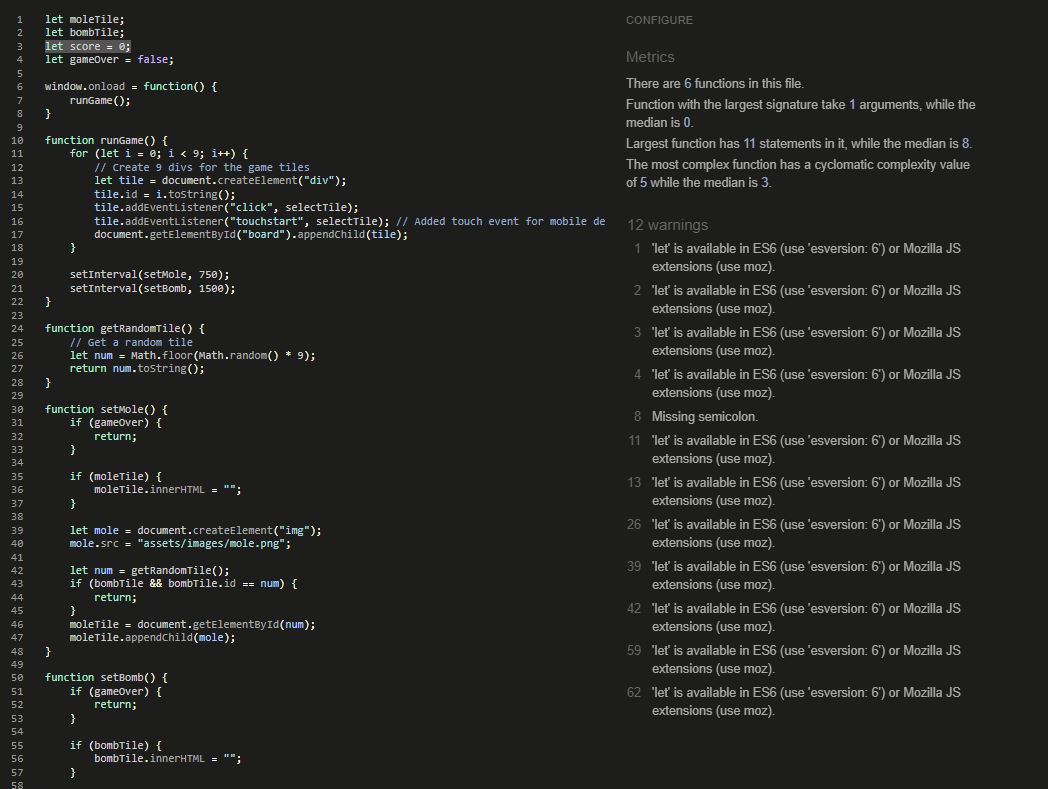 1 let moleTile;
2 let bombTile;
3 let score = 0;
4 let gameOver = false;
5
6 window.onload = function() {
7 runGame();
8 }
9
10 function runGame() {
11 for (let i = 0; i < 9; i++) {
12 // Create 9 divs for the game tiles
13 let tile = document.createElement("div");
14 tile.id = i.toString();
15 tile.addEventListener("click", selectTile);
16 tile.addEventListener("touchstart", selectTile); // Added touch event for mobile de
17 document.getElementById("board").appendChild(tile);
18 }
19
20 setInterval(setMole, 750);
21 setInterval(setBomb, 1500);
22 }
23
24 function getRandomTile() {
25 // Get a random tile
26 let num = Math.floor(Math.random() * 9);
27 return num.toString();
28 }
29
30 function setMole() {
31 if (gameOver) {
32 return;
33 }
34
35 if (moleTile) {
36 moleTile.innerHTML = "";
37 }
38
39 let mole = document.createElement("img");
40 mole.src = "assets/images/mole.png";
41
42 let num = getRandomTile();
43 if (bombTile && bombTile.id == num) {
44 return;
45 }
46 moleTile = document.getElementById(num);
47 moleTile.appendChild(mole);
48 }
49
50 function setBomb() {
51 if (gameOver) {
52 return;
53 }
54
55 if (bombTile) {
56 bombTile.innerHTML = "";
57 }
58
CONFIGURE
Metrics
There are 6 functions in this file.
Function with the largest signature take 1 arguments, while the
median is 0.
Largest function has 11 statements in it, while the median is 8.
The most complex function has a cyclomatic complexity value
of 5 while the median is 3.
12 warnings
1 'let' is available in ES6 (use 'esversion: 6') or Mozilla JS
extensions (use moz).
2 'let' is available in ES6 (use 'esversion: 6') or Mozilla JS
extensions (use moz).
3 'let' is available in ES6 (use 'esversion: 6') or Mozilla JS
extensions (use moz).
4 'let' is available in ES6 (use 'esversion: 6') or Mozilla JS
extensions (use moz).
8 Missing semicolon.
11 'let' is available in ES6 (use 'esversion: 6') or Mozilla JS
extensions (use moz).
13 'let' is available in ES6 (use 'esversion: 6') or Mozilla JS
extensions (use moz).
26 'let' is available in ES6 (use 'esversion: 6') or Mozilla JS
extensions (use moz).
39 'let' is available in ES6 (use 'esversion: 6') or Mozilla JS
extensions (use moz).
42 'let' is available in ES6 (use 'esversion: 6') or Mozilla JS
extensions (use moz).
59 'let' is available in ES6 (use 'esversion: 6') or Mozilla JS
extensions (use moz).
62 'let' is available in ES6 (use 'esversion: 6') or Mozilla JS
extensions (use moz).